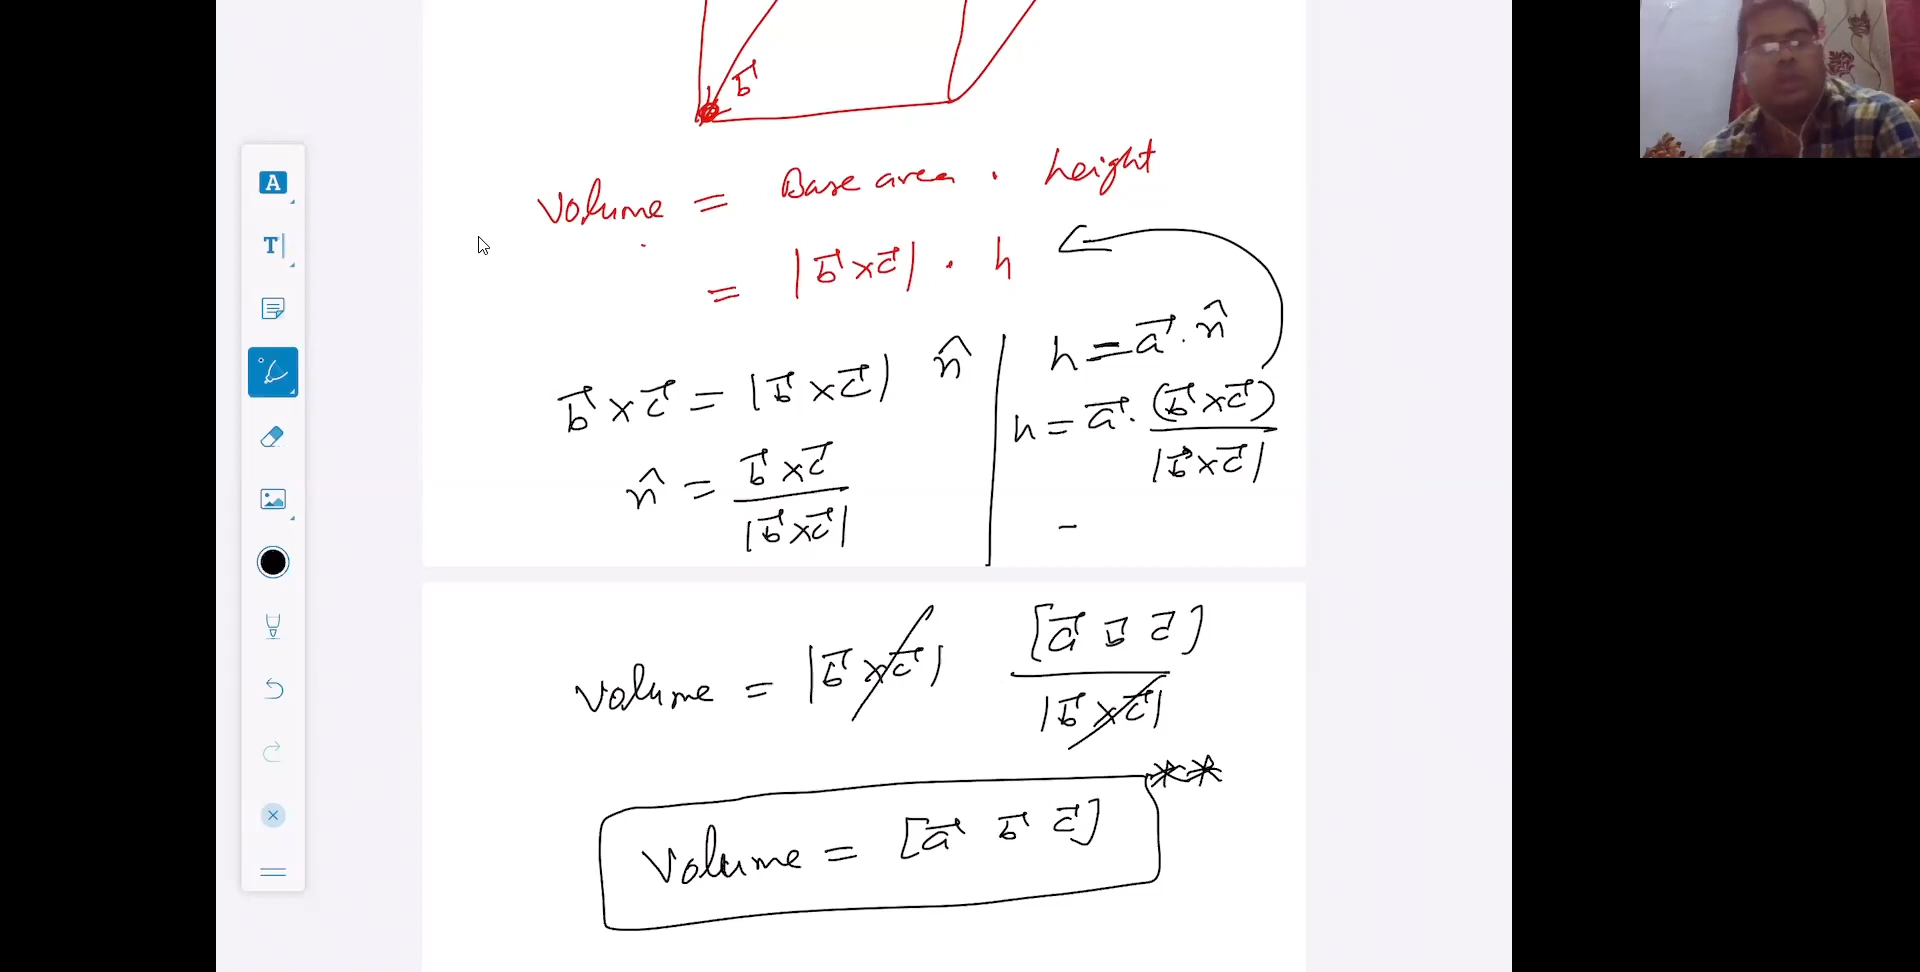 b⃗
Volume = Base area . height
= |b⃗ × c⃗| . h
b⃗ × c⃗ = |b⃗ × c⃗| n̂
n̂ = b⃗ × c⃗ / |b⃗ × c⃗|
h = a⃗ . n̂
h = a⃗ . (b⃗ × c⃗) / |b⃗ × c⃗|
-
Volume = |b⃗ × c⃗| [a⃗ b⃗ c⃗] / |b⃗ × c⃗|
**
Volume = [a⃗ b⃗ c⃗]
A
T